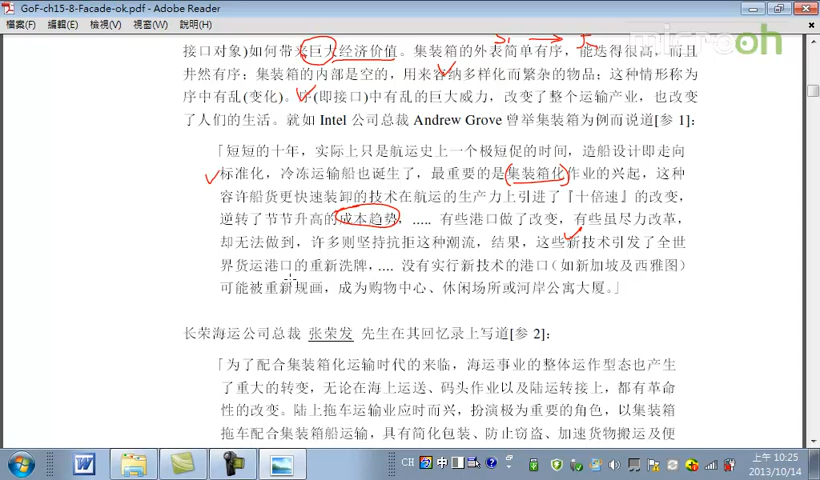 GoF-ch15-8-Facade-ok.pdf - Adobe Reader
檔案(F) 編輯(E) 檢視(V) 視窗(W) 說明(H)
microoh
接口对象)如何带来巨大经济价值。集装箱的外表简单有序，能迭得很高，而且
井然有序；集装箱的内部是空的，用来容纳多样化而繁杂的物品；这种情形称为
序中有乱(变化)。序(即接口)中有乱的巨大威力，改变了整个运输产业，也改变
了人们的生活。就如 Intel 公司总裁 Andrew Grove 曾举集装箱为例而说道[参 1]：
「短短的十年，实际上只是航运史上一个极短促的时间，造船设计即走向
标准化，冷冻运输船也诞生了，最重要的是集装箱化作业的兴起，这种
容许船货更快速装卸的技术在航运的生产力上引进了『十倍速』的改变，
逆转了节节升高的成本趋势，..... 有些港口做了改变，有些虽尽力改革，
却无法做到，许多则坚持抗拒这种潮流，结果，这些新技术引发了全世
界货运港口的重新洗牌，.... 没有实行新技术的港口（如新加坡及西雅图）
可能被重新规画，成为购物中心、休闲场所或河岸公寓大厦。」
长荣海运公司总裁 张荣发 先生在其回忆录上写道[参 2]：
「为了配合集装箱化运输时代的来临，海运事业的整体运作型态也产生
了重大的转变，无论在海上运送、码头作业以及陆运转接上，都有革命
性的改变。陆上拖车运输业应时而兴，扮演极为重要的角色，以集装箱
拖车配合集装箱船运输，具有简化包装、防止窃盗、加速货物搬运及便
CH 中
上午 10:25
2013/10/14